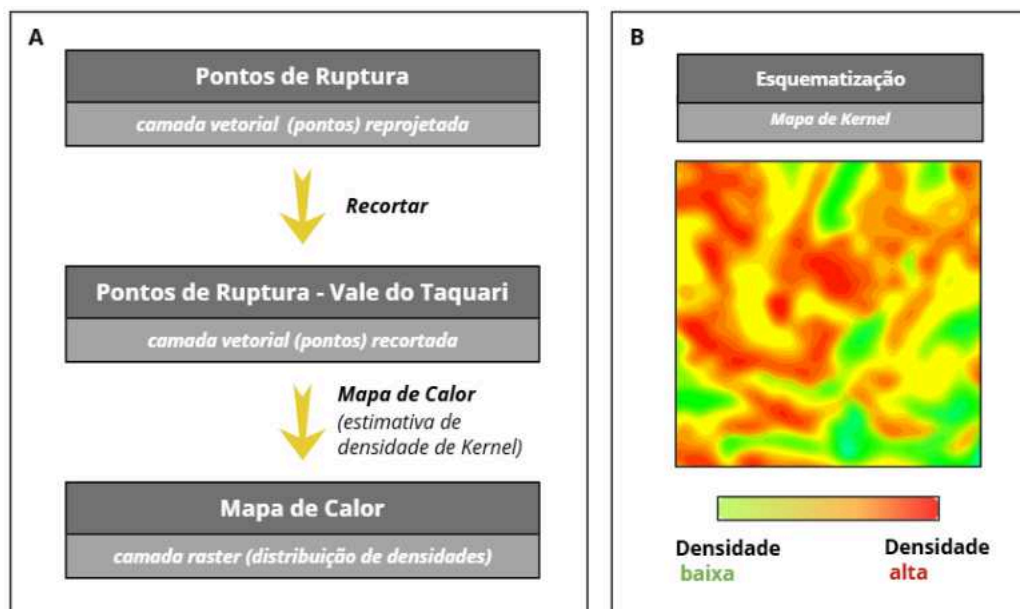 A
Pontos de Ruptura
camada vetorial (pontos) reprojetada
Recortar
Pontos de Ruptura - Vale do Taquari
camada vetorial (pontos) recortada
Mapa de Calor
(estimativa de
densidade de Kernel)
Mapa de Calor
camada raster (distribuição de densidades)
B
Esquematização
Mapa de Kernel
Densidade
baixa
Densidade
alta